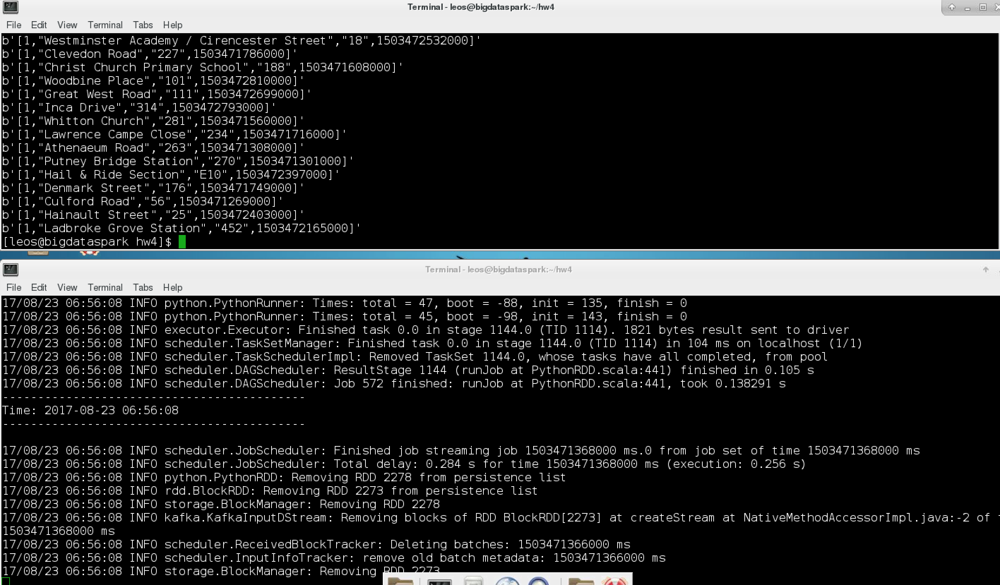 Terminal - leos@bigdataspark:~/hw4
File Edit View Terminal Tabs Help
b'[1,"Westminster Academy / Cirencester Street","18",1503472532000]'
b'[1,"Clevedon Road","227",1503471786000]'
b'[1,"Christ Church Primary School","188",1503471608000]'
b'[1,"Woodbine Place","101",1503472810000]'
b'[1,"Great West Road","111",1503472699000]'
b'[1,"Inca Drive","314",1503472793000]'
b'[1,"Whitton Church","281",1503471560000]'
b'[1,"Lawrence Campe Close","234",1503471716000]'
b'[1,"Athenaeum Road","263",1503471308000]'
b'[1,"Putney Bridge Station","270",1503471301000]'
b'[1,"Hail & Ride Section","E10",1503472397000]'
b'[1,"Denmark Street","176",1503471749000]'
b'[1,"Culford Road","56",1503471269000]'
b'[1,"Hainault Street","25",1503472403000]'
b'[1,"Ladbroke Grove Station","452",1503472165000]'
[leos@bigdataspark hw4]$
Terminal - leos@bigdataspark:~/hw4
File Edit View Terminal Tabs Help
17/08/23 06:56:08 INFO python.PythonRunner: Times: total = 47, boot = -88, init = 135, finish = 0
17/08/23 06:56:08 INFO python.PythonRunner: Times: total = 45, boot = -98, init = 143, finish = 0
17/08/23 06:56:08 INFO executor.Executor: Finished task 0.0 in stage 1144.0 (TID 1114). 1821 bytes result sent to driver
17/08/23 06:56:08 INFO scheduler.TaskSetManager: Finished task 0.0 in stage 1144.0 (TID 1114) in 104 ms on localhost (1/1)
17/08/23 06:56:08 INFO scheduler.TaskSchedulerImpl: Removed TaskSet 1144.0, whose tasks have all completed, from pool
17/08/23 06:56:08 INFO scheduler.DAGScheduler: ResultStage 1144 (runJob at PythonRDD.scala:441) finished in 0.105 s
17/08/23 06:56:08 INFO scheduler.DAGScheduler: Job 572 finished: runJob at PythonRDD.scala:441, took 0.138291 s
-------------------------------------------
Time: 2017-08-23 06:56:08
-------------------------------------------
17/08/23 06:56:08 INFO scheduler.JobScheduler: Finished job streaming job 1503471368000 ms.0 from job set of time 1503471368000 ms
17/08/23 06:56:08 INFO scheduler.JobScheduler: Total delay: 0.284 s for time 1503471368000 ms (execution: 0.256 s)
17/08/23 06:56:08 INFO python.PythonRDD: Removing RDD 2278 from persistence list
17/08/23 06:56:08 INFO rdd.BlockRDD: Removing RDD 2273 from persistence list
17/08/23 06:56:08 INFO storage.BlockManager: Removing RDD 2278
17/08/23 06:56:08 INFO kafka.KafkaInputDStream: Removing blocks of RDD BlockRDD[2273] at createStream at NativeMethodAccessorImpl.java:-2 of
1503471368000 ms
17/08/23 06:56:08 INFO scheduler.ReceivedBlockTracker: Deleting batches: 1503471366000 ms
17/08/23 06:56:08 INFO scheduler.InputInfoTracker: remove old batch metadata: 1503471366000 ms
17/08/23 06:56:08 INFO storage.BlockManager: Removing RDD 2273